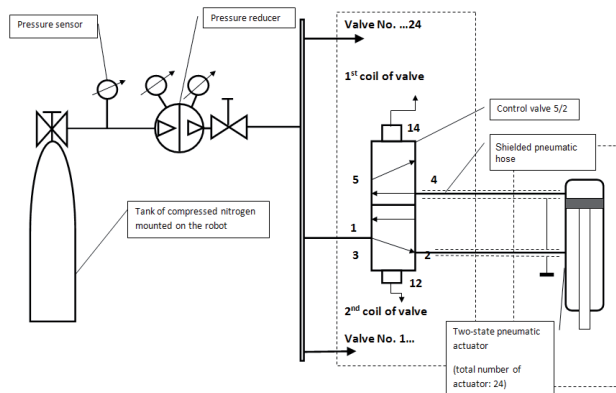 Pressure sensor
Pressure reducer
Valve No. ...24
1st coil of valve
14
Control valve 5/2
Shielded pneumatic
hose
5
4
1
3
2
12
Tank of compressed nitrogen
mounted on the robot
2nd coil of valve
Valve No. 1...
Two-state pneumatic
actuator
(total number of
actuator: 24)